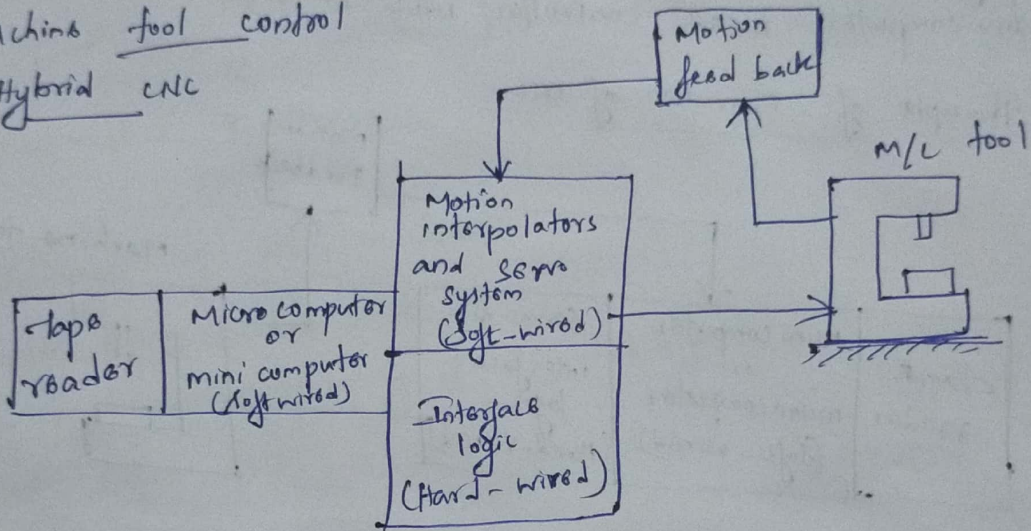 achine tool control
Hybrid CNC
Motion
feed back
M/C tool
Motion
interpolators
and servo
system
(Soft-wired)
Tape
reader
Micro computer
or
mini computer
(Soft wired)
Interface
logic
(Hard-wired)